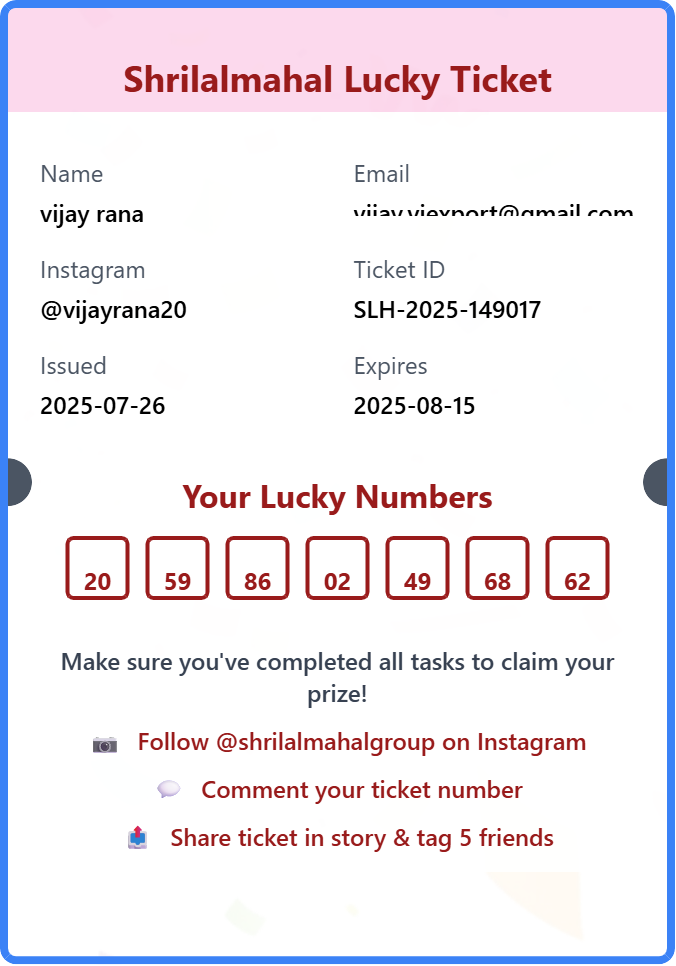 Shrilalmahal Lucky Ticket
Name
Email
vijay rana
vijay.vjexport@gmail.com
Instagram
Ticket ID
@vijayrana20
SLH-2025-149017
Issued
Expires
2025-07-26
2025-08-15
Your Lucky Numbers
20 59 86 02 49 68 62
Make sure you've completed all tasks to claim your
prize!
Follow @shrilalmahalgroup on Instagram
Comment your ticket number
Share ticket in story & tag 5 friends